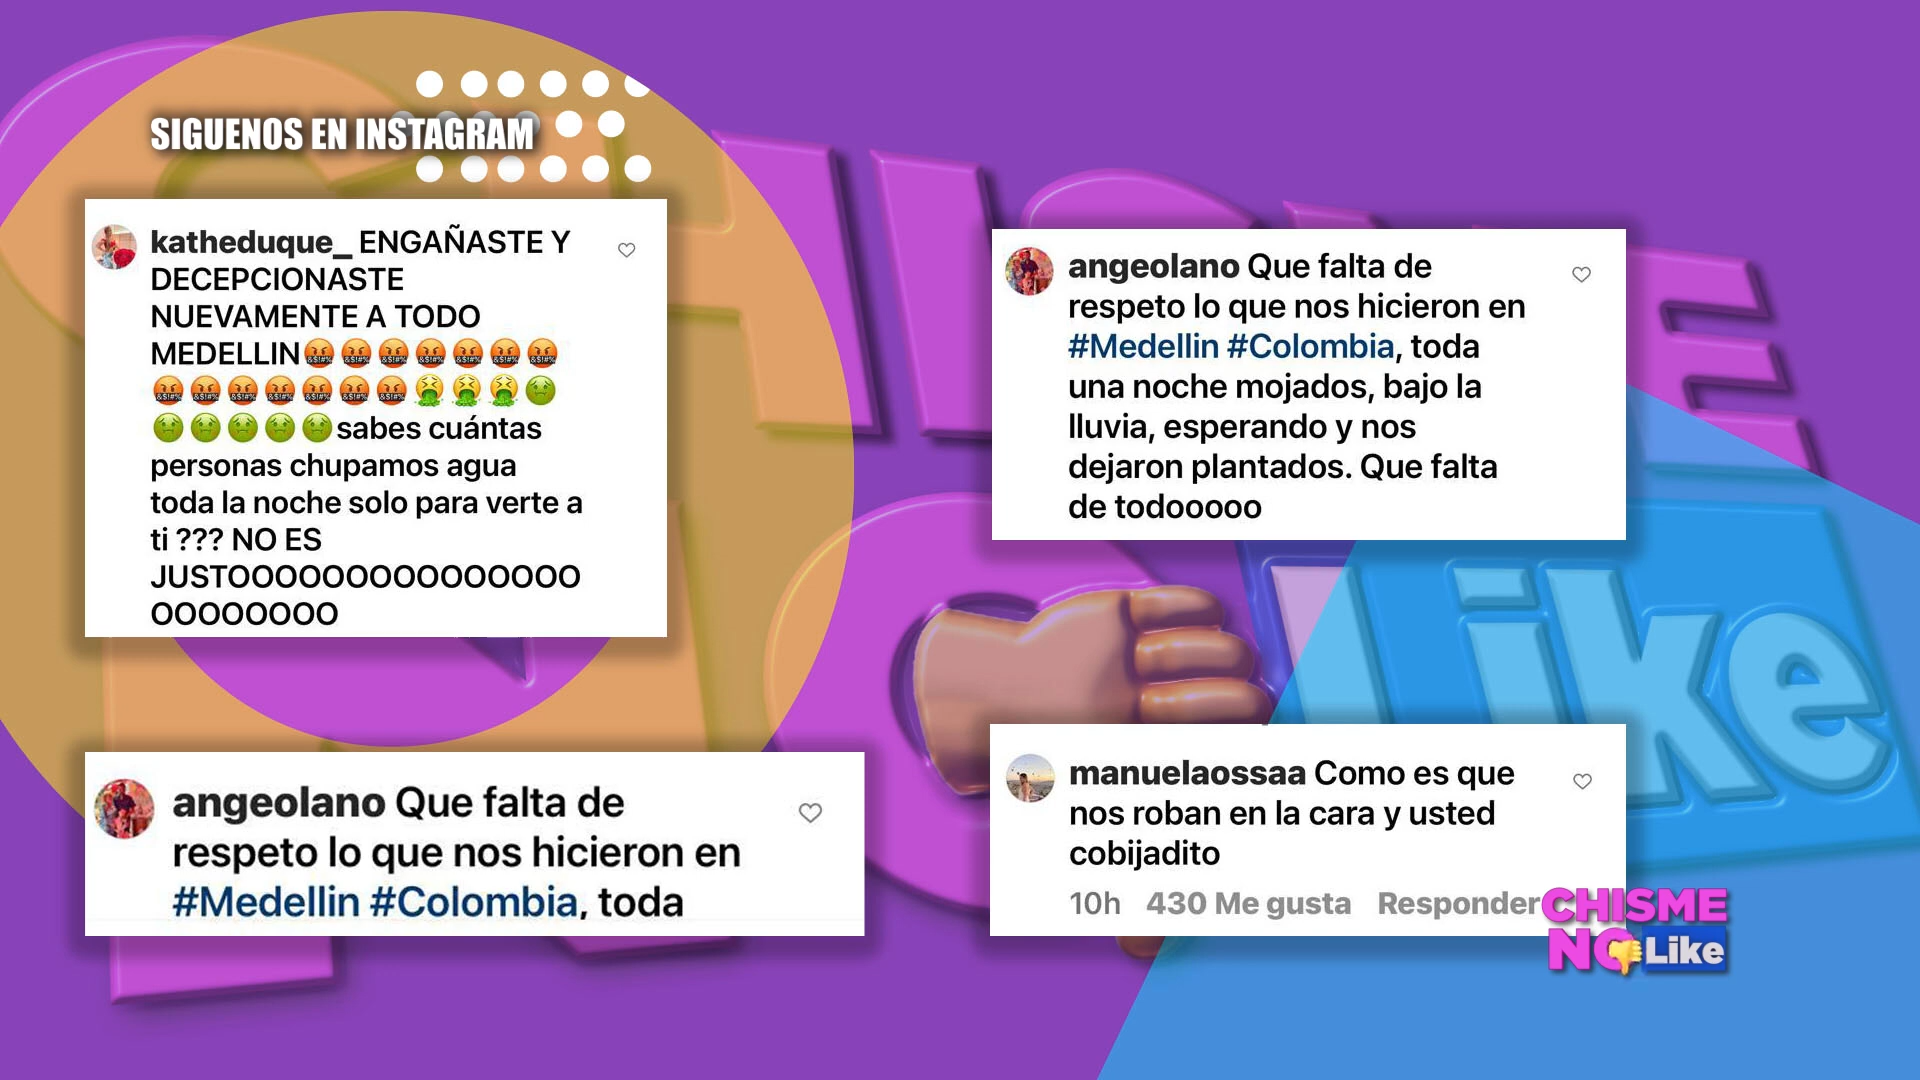 SIGUENOS EN INSTAGRAM
katheduque_ ENGAÑASTE Y
DECEPCIONASTE
NUEVAMENTE A TODO
MEDELLIN🤬🤬🤬🤬🤬🤬🤬
🤬🤬🤬🤬🤬🤬🤬🤮🤮🤮🤢
🤢🤢🤢🤢🤢sabes cuántas
personas chupamos agua
toda la noche solo para verte a
ti ??? NO ES
JUSTOOOOOOOOOOOOOOO
OOOOOOOO
angeolano Que falta de
respeto lo que nos hicieron en
#Medellin #Colombia, toda
angeolano Que falta de
respeto lo que nos hicieron en
#Medellin #Colombia, toda
una noche mojados, bajo la
lluvia, esperando y nos
dejaron plantados. Que falta
de todooooo
manuelaossaa Como es que
nos roban en la cara y usted
cobijadito
10h 430 Me gusta Responder
CHISME
NO Like
CHISME
NO Like